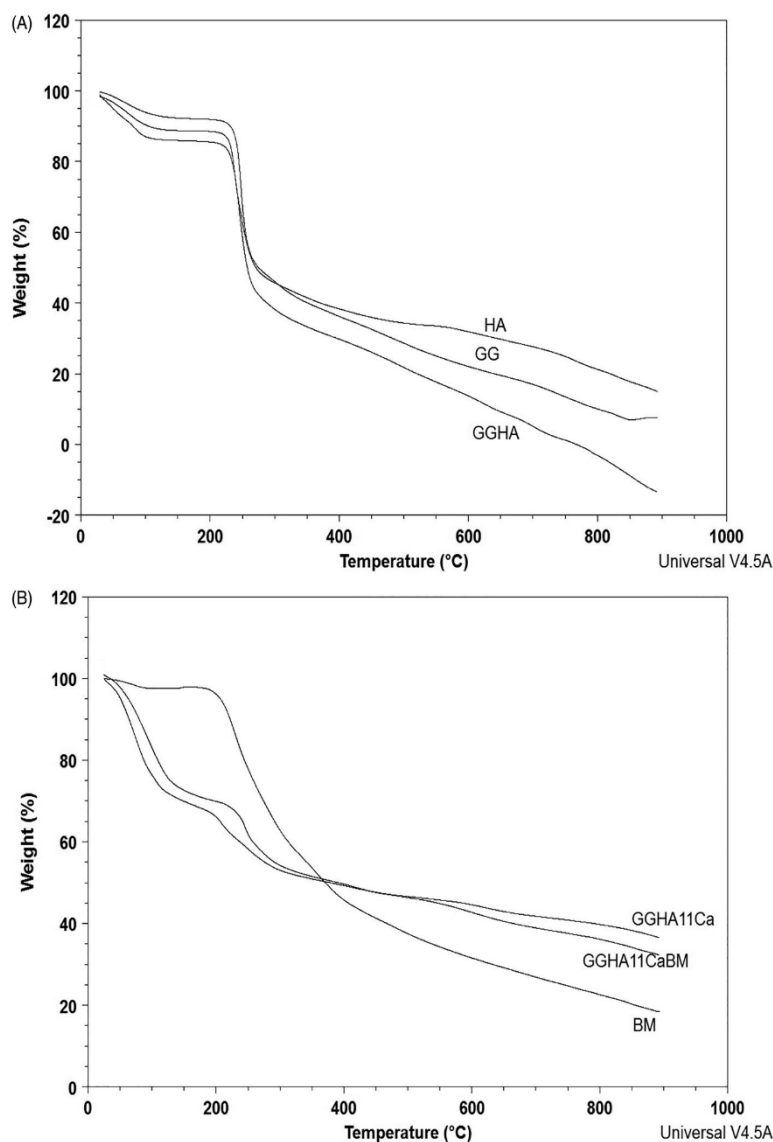 (A)
120
100
80
60
40
20
0
-20
Weight (%)
HA
GG
GGHA
0
200
400
600
800
1000
Temperature (°C)
Universal V4.5A
(B)
120
100
80
60
40
20
0
Weight (%)
GGHA11Ca
GGHA11CaBM
BM
0
200
400
600
800
1000
Temperature (°C)
Universal V4.5A